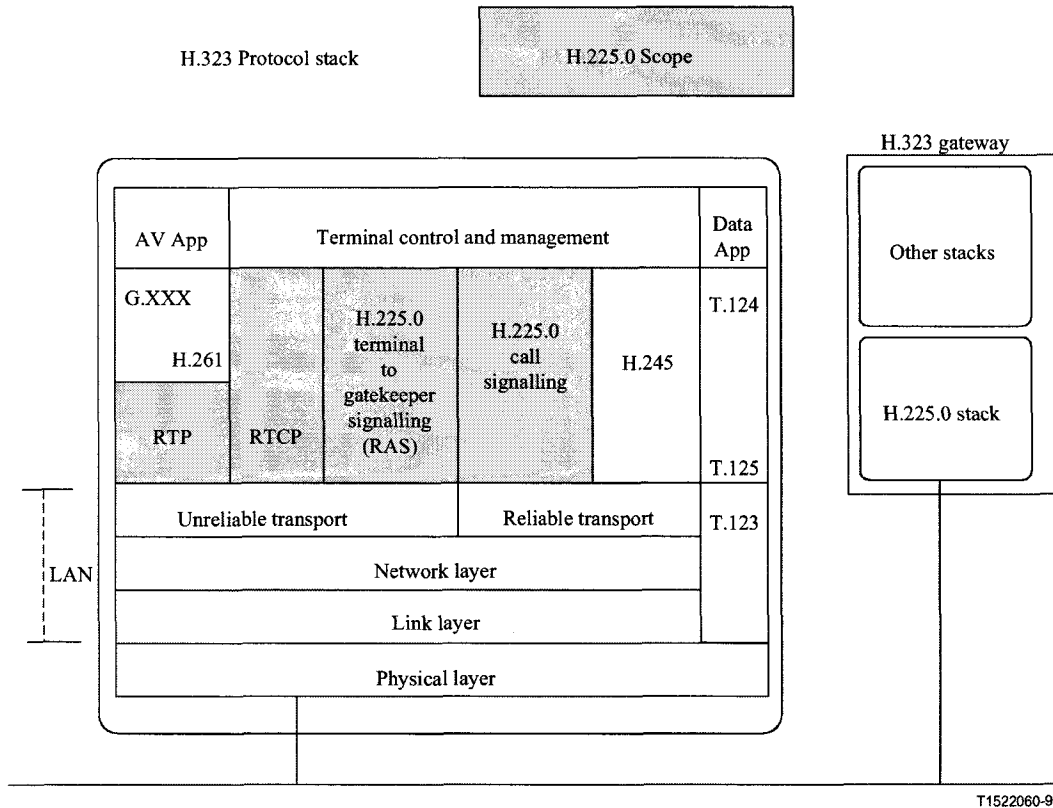 H.323 Protocol stack
H.225.0 Scope
H.323 gateway
AV App
Terminal control and management
Data
App
Other stacks
G.XXX
H.261
RTP
RTCP
H.225.0
terminal
to
gatekeeper
signalling
(RAS)
H.225.0
call
signalling
H.245
T.124
T.125
H.225.0 stack
Unreliable transport
Reliable transport
T.123
LAN
Network layer
Link layer
Physical layer
T1522060-9